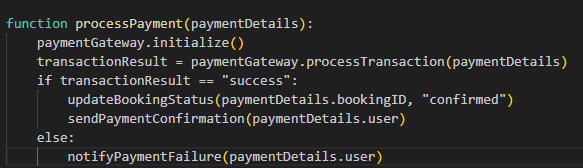 function processPayment(paymentDetails):
    paymentGateway.initialize()
    transactionResult = paymentGateway.processTransaction(paymentDetails)
    if transactionResult == "success":
        updateBookingStatus(paymentDetails.bookingID, "confirmed")
        sendPaymentConfirmation(paymentDetails.user)
    else:
        notifyPaymentFailure(paymentDetails.user)